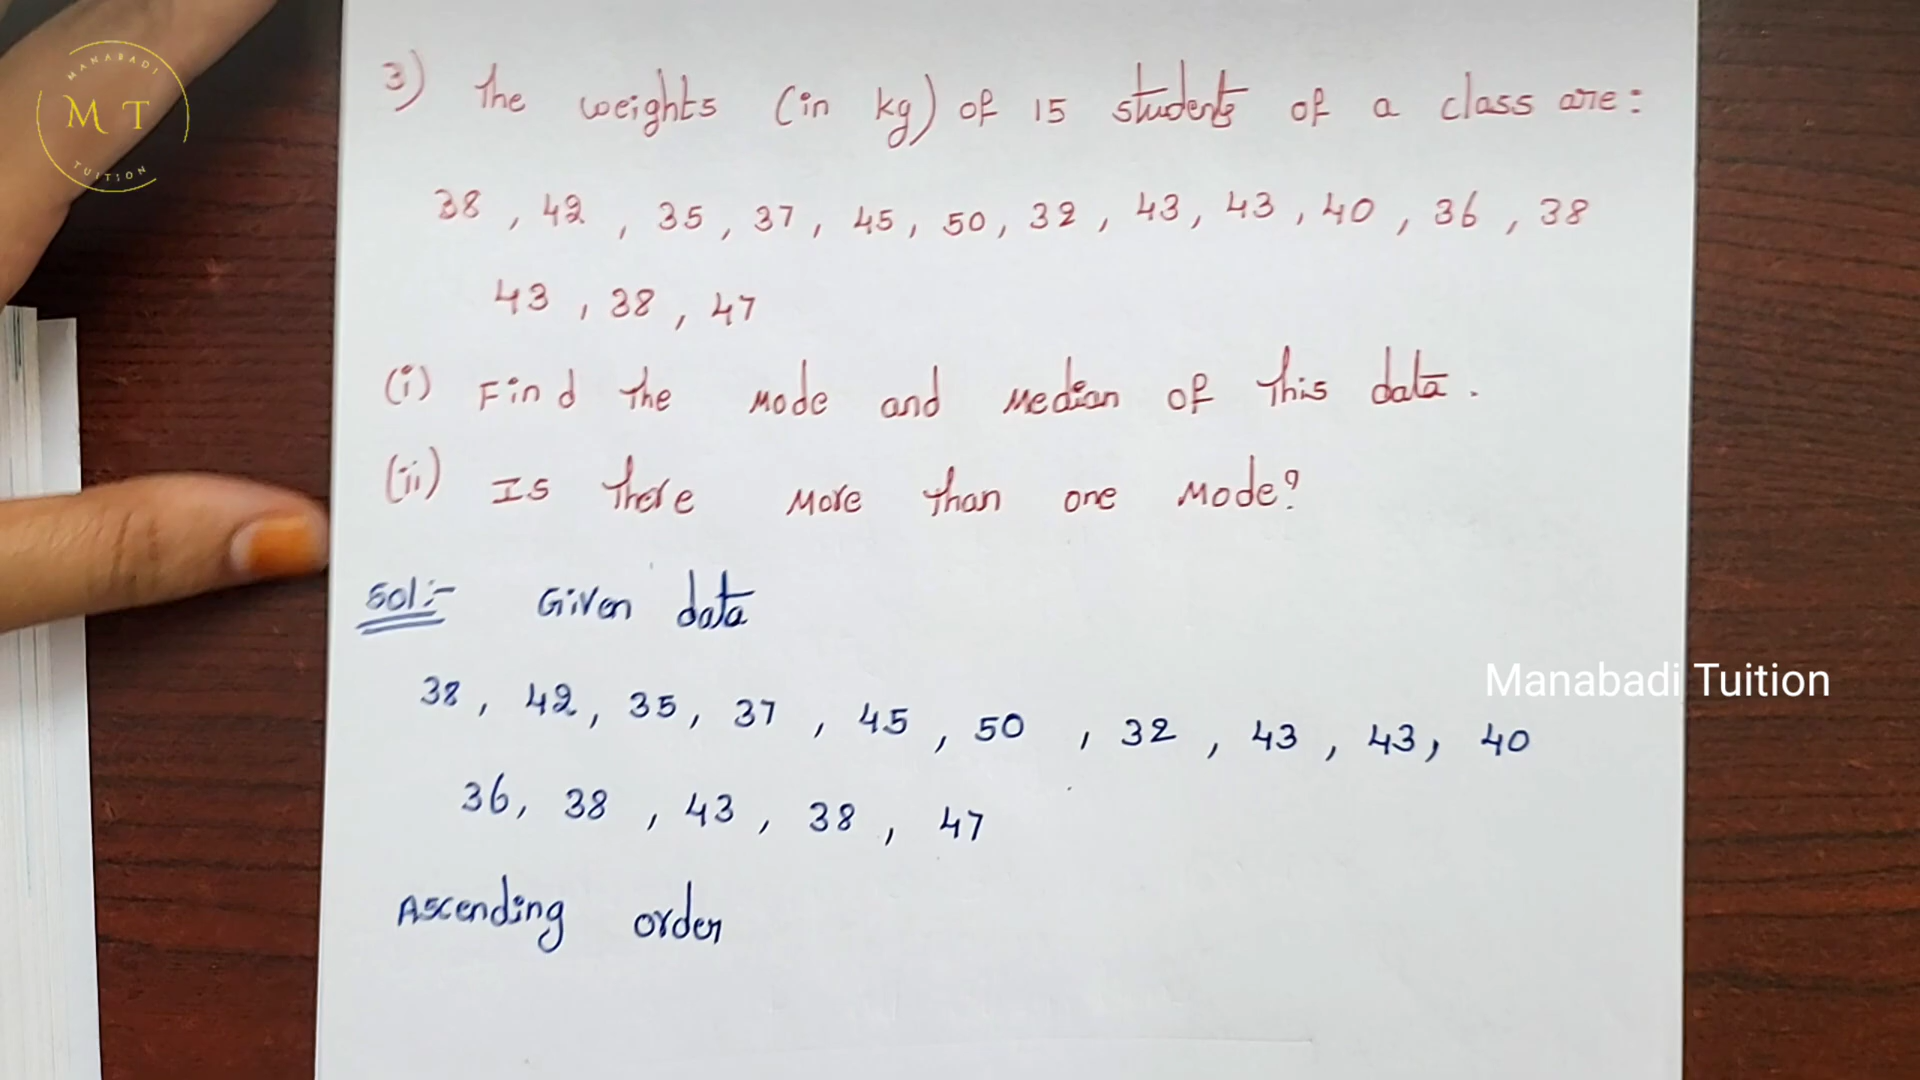 MANABADI
M T
TUITION
3) The weights (in kg) of 15 students of a class are:
38, 42, 35, 37, 45, 50, 32, 43, 43, 40, 36, 38
43, 38, 47
(i) Find the Mode and Median of this data.
(ii) Is there More than one Mode?
Sol:- Given data
38, 42, 35, 37, 45, 50, 32, 43, 43, 40
36, 38, 43, 38, 47
Ascending order
Manabadi Tuition